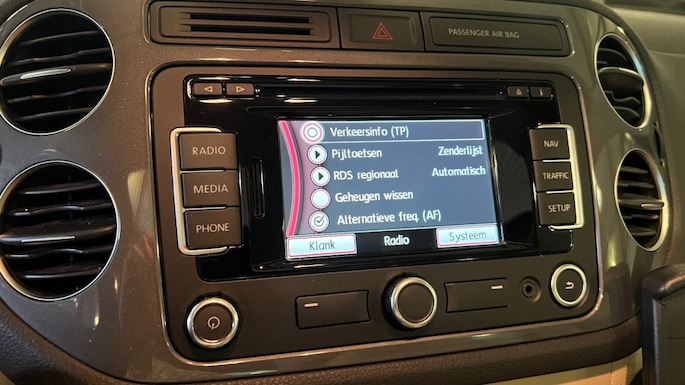 PASSENGER AIR BAG
RADIO
MEDIA
PHONE
Verkeersinfo (TP)
Pijltoetsen Zenderlijst
RDS regionaal Automatisch
Geheugen wissen
Alternatieve freq. (AF)
Klank Radio Systeem
NAV
TRAFFIC
SETUP